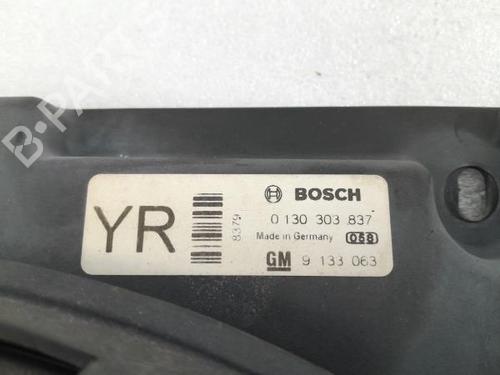 B-PARTS
YR
8379
BOSCH
0 130 303 837
Made in Germany 058
GM 9 133 063